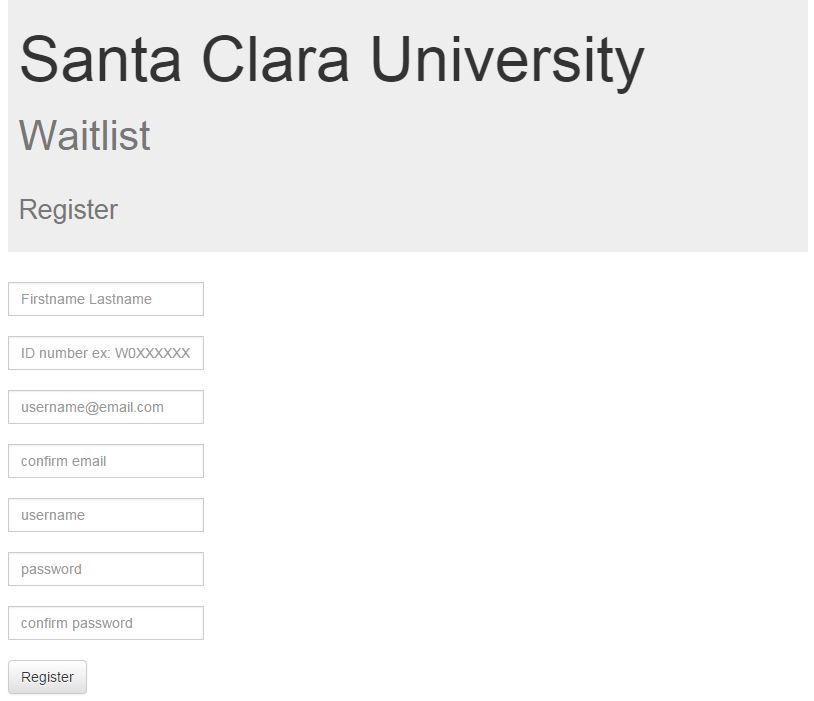 Santa Clara University
Waitlist
Register
Firstname Lastname
ID number ex: W0XXXXXX
username@email.com
confirm email
username
password
confirm password
Register